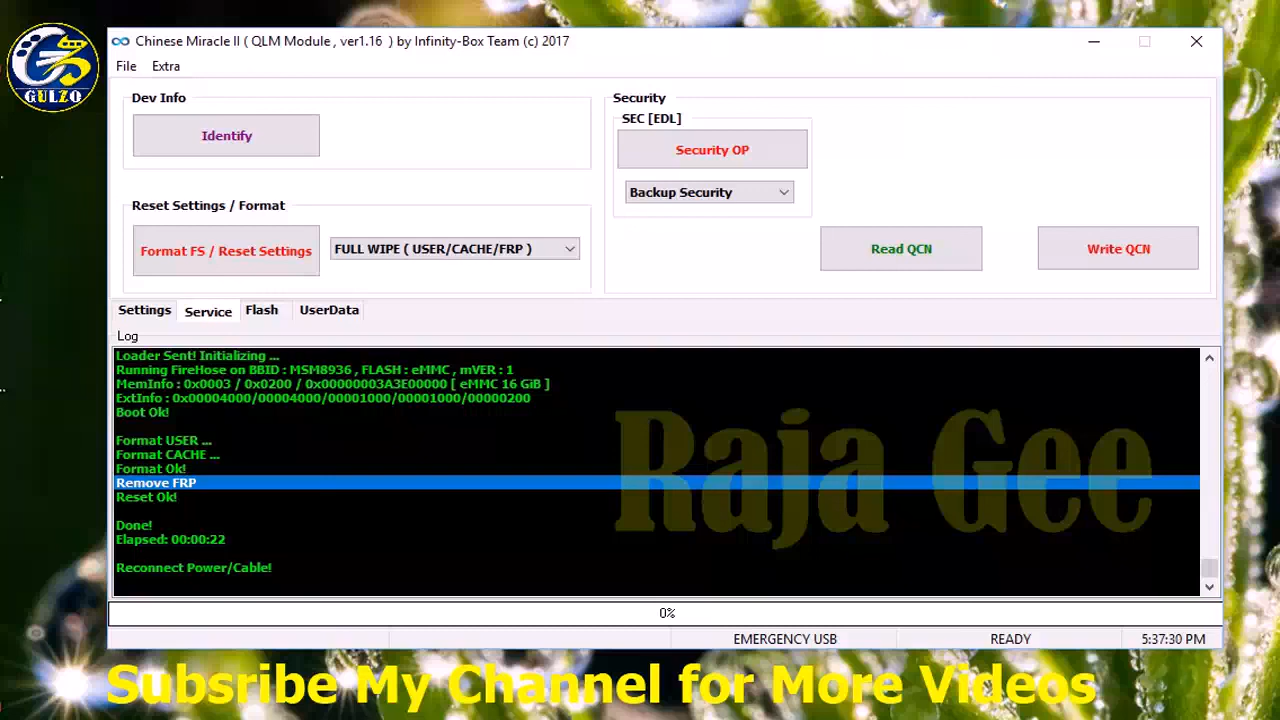 GULZO
Chinese Miracle II ( QLM Module , ver1.16 ) by Infinity-Box Team (c) 2017
File Extra
Dev Info
Identify
Security
SEC [EDL]
Security OP
Backup Security
Reset Settings / Format
Format FS / Reset Settings
FULL WIPE ( USER/CACHE/FRP )
Read QCN
Write QCN
Settings Service Flash UserData
Log
Loader Sent! Initializing ...
Running FireHose on BBID : MSM8936 , FLASH : eMMC , mVER : 1
MemInfo : 0x0003 / 0x0200 / 0x00000003A3E00000 [ eMMC 16 GiB ]
ExtInfo : 0x00004000/00004000/00001000/00001000/00000200
Boot Ok!
Format USER ...
Format CACHE ...
Format Ok!
Remove FRP
Reset Ok!
Done!
Elapsed: 00:00:22
Reconnect Power/Cable!
Raja Gee
0%
EMERGENCY USB READY 5:37:30 PM
Subsribe My Channel for More Videos